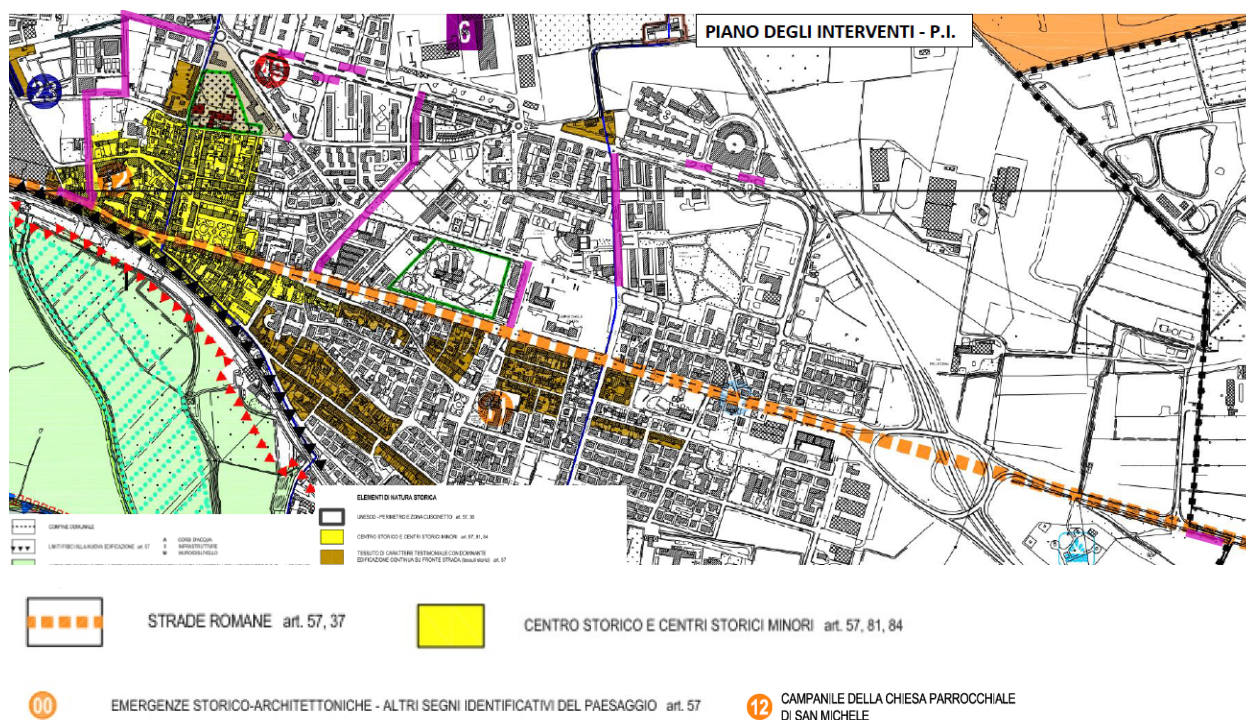 PIANO DEGLI INTERVENTI - P.I.
6
23
ELEMENTI DI NATURA STORICA
UNESCO - PERIMETRO E ZONA CUSCINETTO art. 57, 36
CENTRO STORICO E CENTRI STORICI MINORI art. 57, 81, 84
TESSUTO DI CARATTERE TESTIMONIALE CON DOMINANTE
EDIFICAZIONE CONTINUA SU FRONTE STRADA (tessuti storici) art. 57
CONFINE COMUNALE
LIMITI FISICI ALLA NUOVA EDIFICAZIONE art. 57
A CORSI D'ACQUA
INFRASTRUTTURE
STRADE ROMANE art. 57, 37
CENTRO STORICO E CENTRI STORICI MINORI art. 57, 81, 84
00 EMERGENZE STORICO-ARCHITETTONICHE - ALTRI SEGNI IDENTIFICATIVI DEL PAESAGGIO art. 57
12 CAMPANILE DELLA CHIESA PARROCCHIALE
DI SAN MICHELE